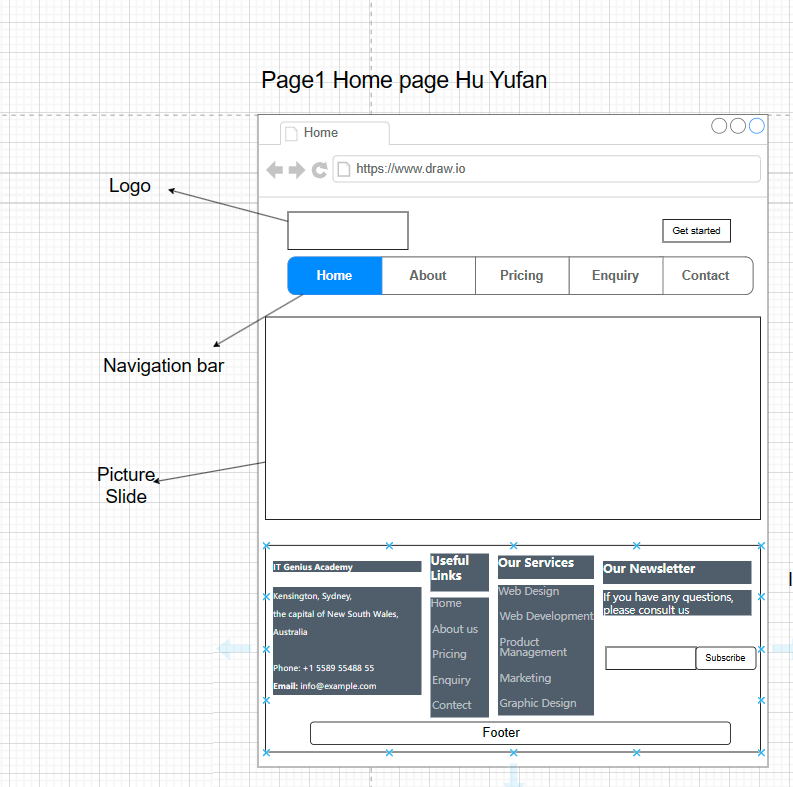 Page1 Home page Hu Yufan
Home
https://www.draw.io
Logo
Get started
Home
About
Pricing
Enquiry
Contact
Navigation bar
Picture
Slide
IT Genius Academy
Kensington, Sydney,
the capital of New South Wales,
Australia
Phone: +1 5589 55488 55
Email: info@example.com
Useful
Links
Home
About us
Pricing
Enquiry
Contect
Our Services
Web Design
Web Development
Product
Management
Marketing
Graphic Design
Our Newsletter
If you have any questions,
please consult us
Subscribe
Footer